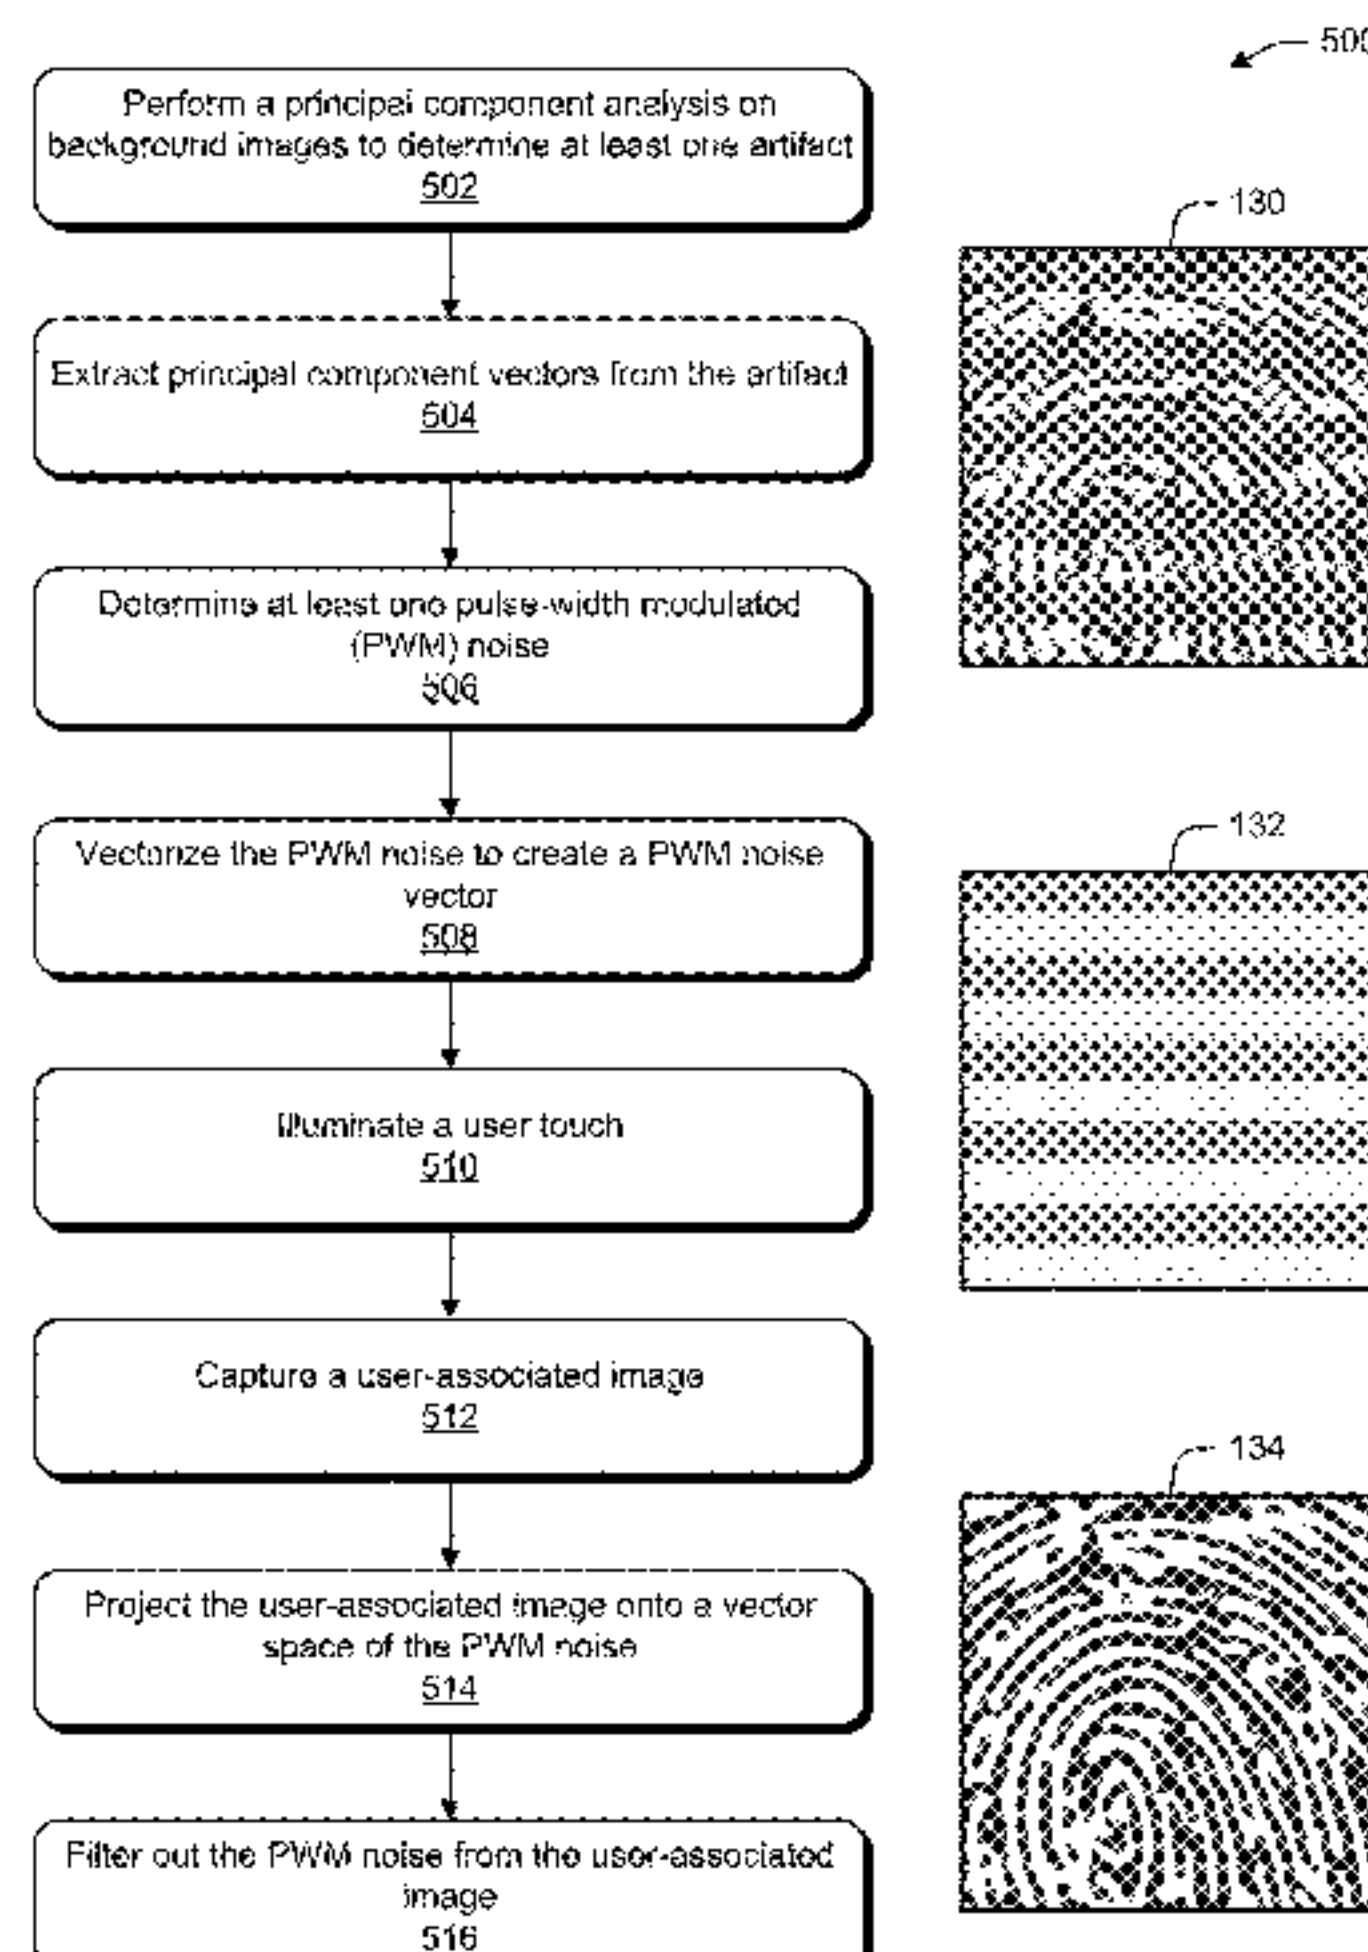 500
Perform a principal component analysis on
background images to determine at least one artifact
502
130
Extract principal component vectors from the artifact
504
Determine at least one pulse-width modulated
(PWM) noise
506
132
Vectorize the PWM noise to create a PWM noise
vector
508
Illuminate a user touch
510
Capture a user-associated image
512
134
Project the user-associated image onto a vector
space of the PWM noise
514
Filter out the PWM noise from the user-associated
image
516